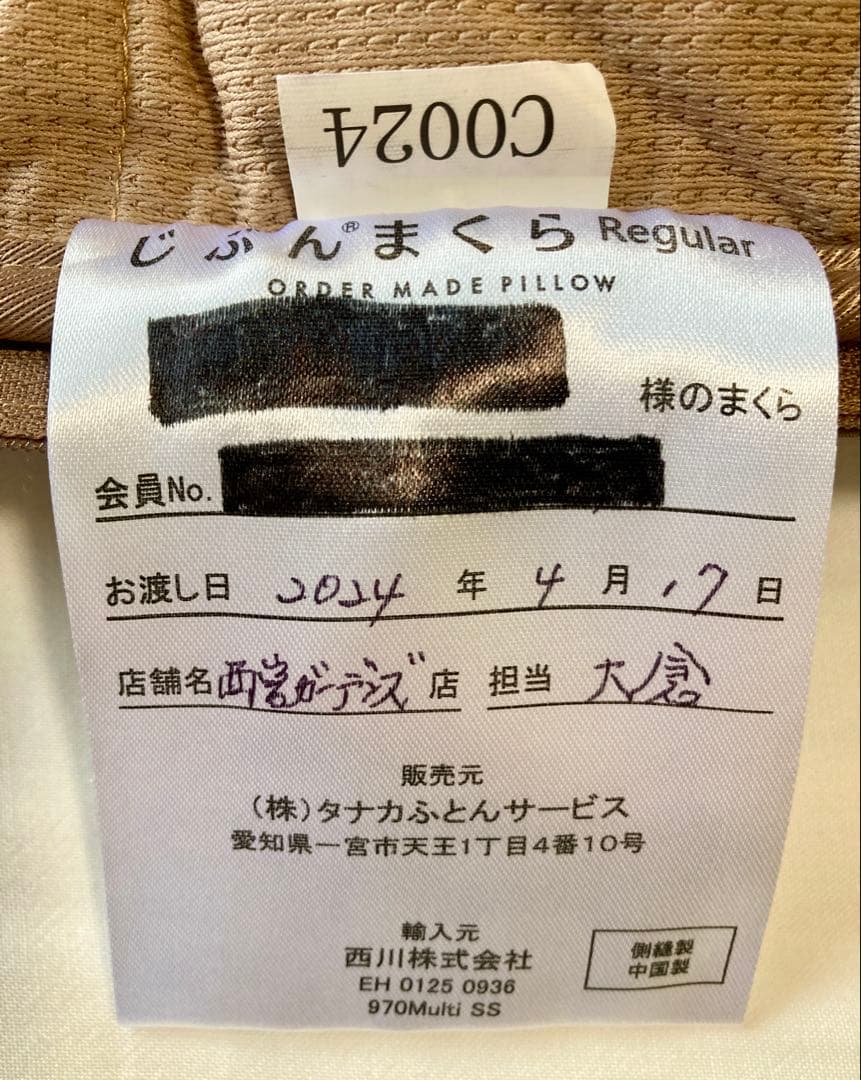 C0024
じぶん®まくら Regular
ORDER MADE PILLOW
様のまくら
会員No.
お渡し日 2024 年 4 月 17 日
店舗名 西宮ガーデンズ 店 担当 大倉
販売元
(株)タナカふとんサービス
愛知県一宮市天王1丁目4番10号
輸入元
西川株式会社
EH 0125 0936
970Multi SS
側縫製
中国製